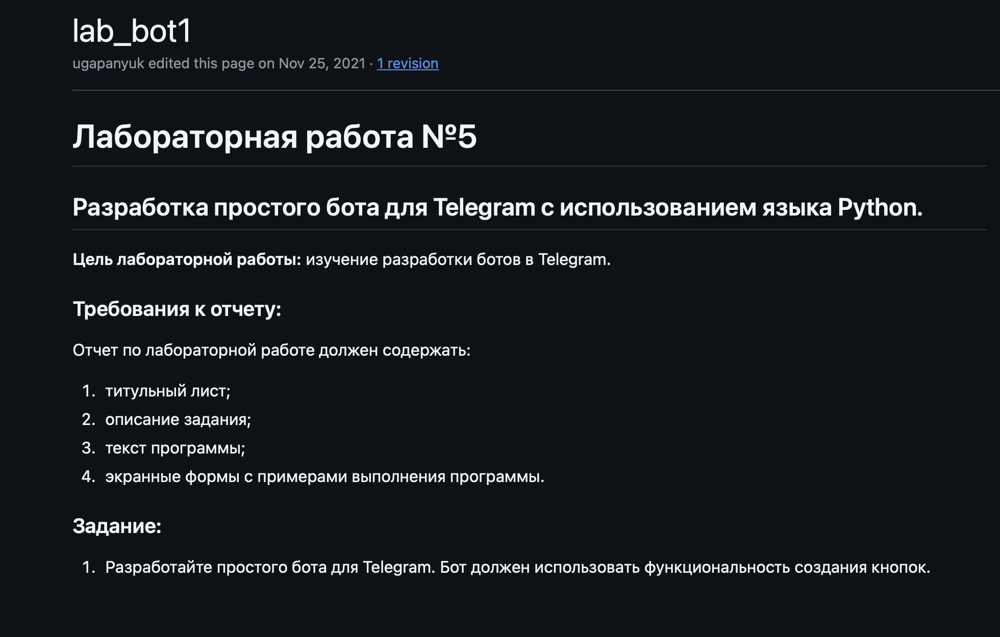 lab_bot1
ugapanyuk edited this page on Nov 25, 2021 · 1 revision
Лабораторная работа №5
Разработка простого бота для Telegram с использованием языка Python.
Цель лабораторной работы: изучение разработки ботов в Telegram.
Требования к отчету:
Отчет по лабораторной работе должен содержать:
1. титульный лист;
2. описание задания;
3. текст программы;
4. экранные формы с примерами выполнения программы.
Задание:
1. Разработайте простого бота для Telegram. Бот должен использовать функциональность создания кнопок.